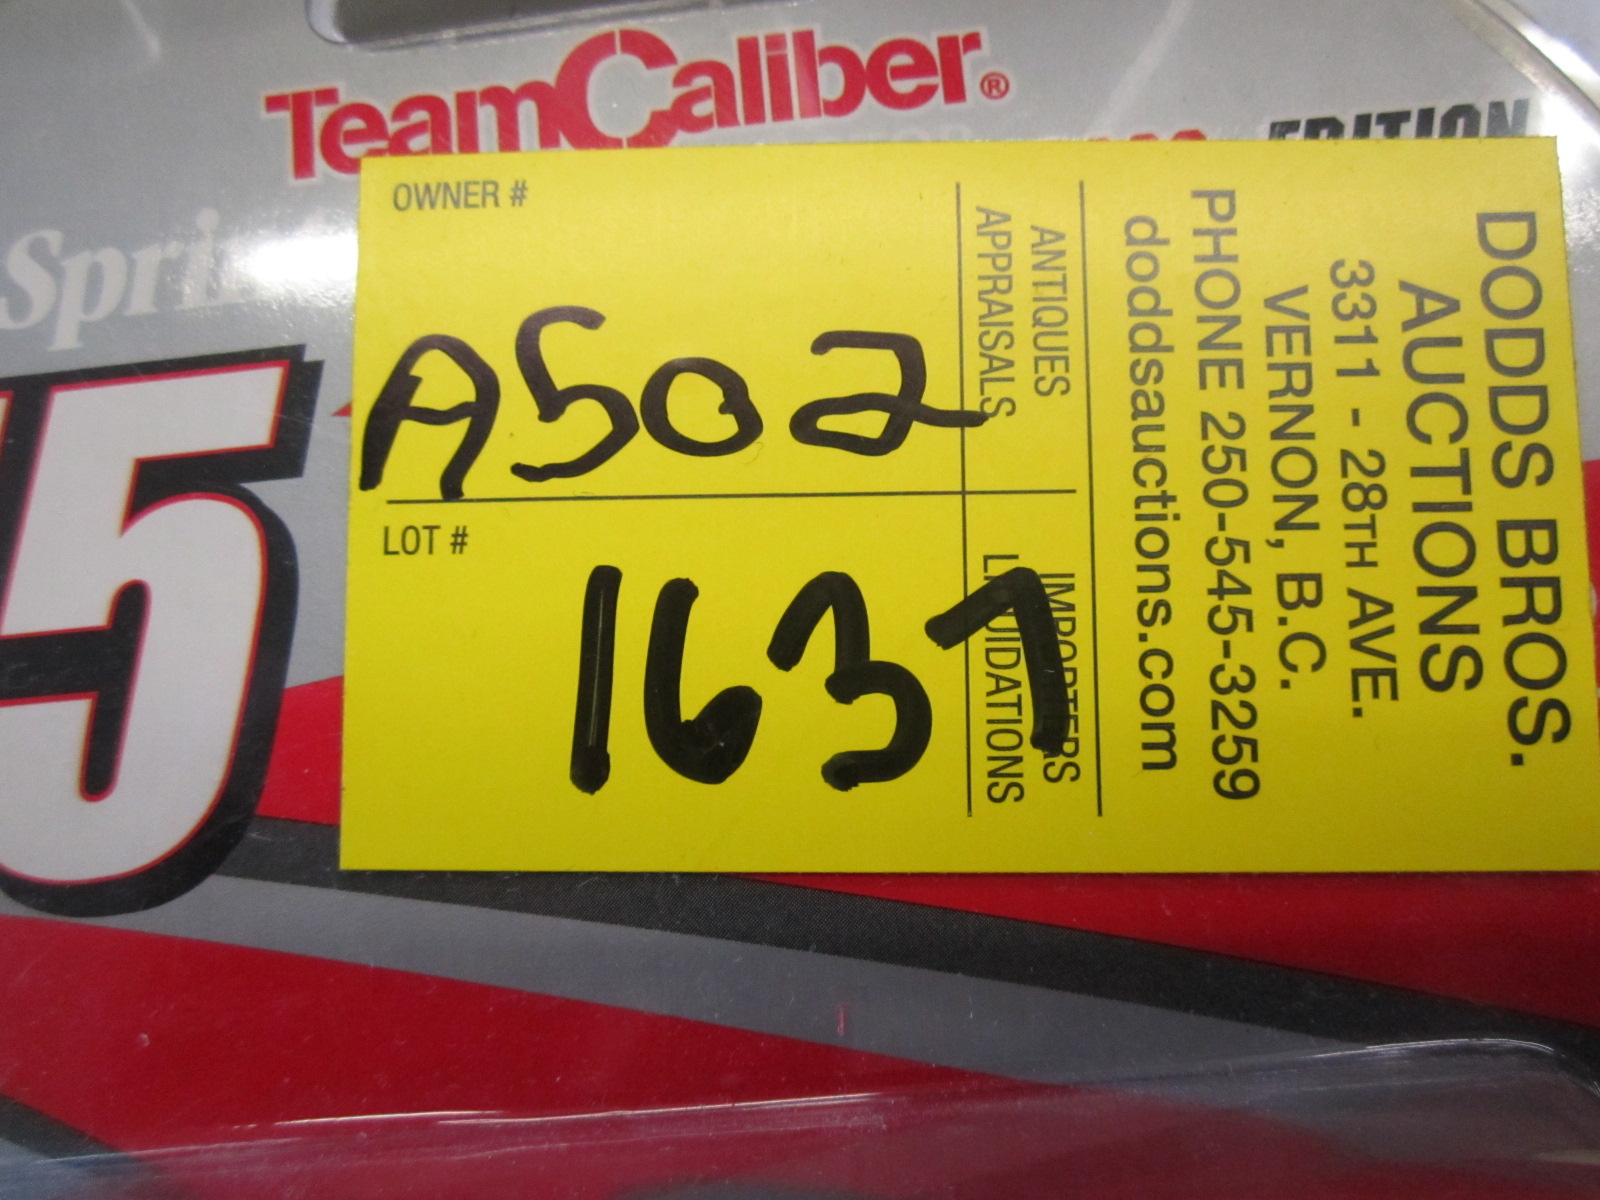 TeamCaliber®
EDITION
5
OWNER #
A502
LOT #
1637
ANTIQUES
APPRAISALS
IMPORTERS
LIQUIDATIONS
DODDS BROS.
AUCTIONS
3311 - 28TH AVE.
VERNON, B.C.
PHONE 250-545-3259
doddsauctions.com